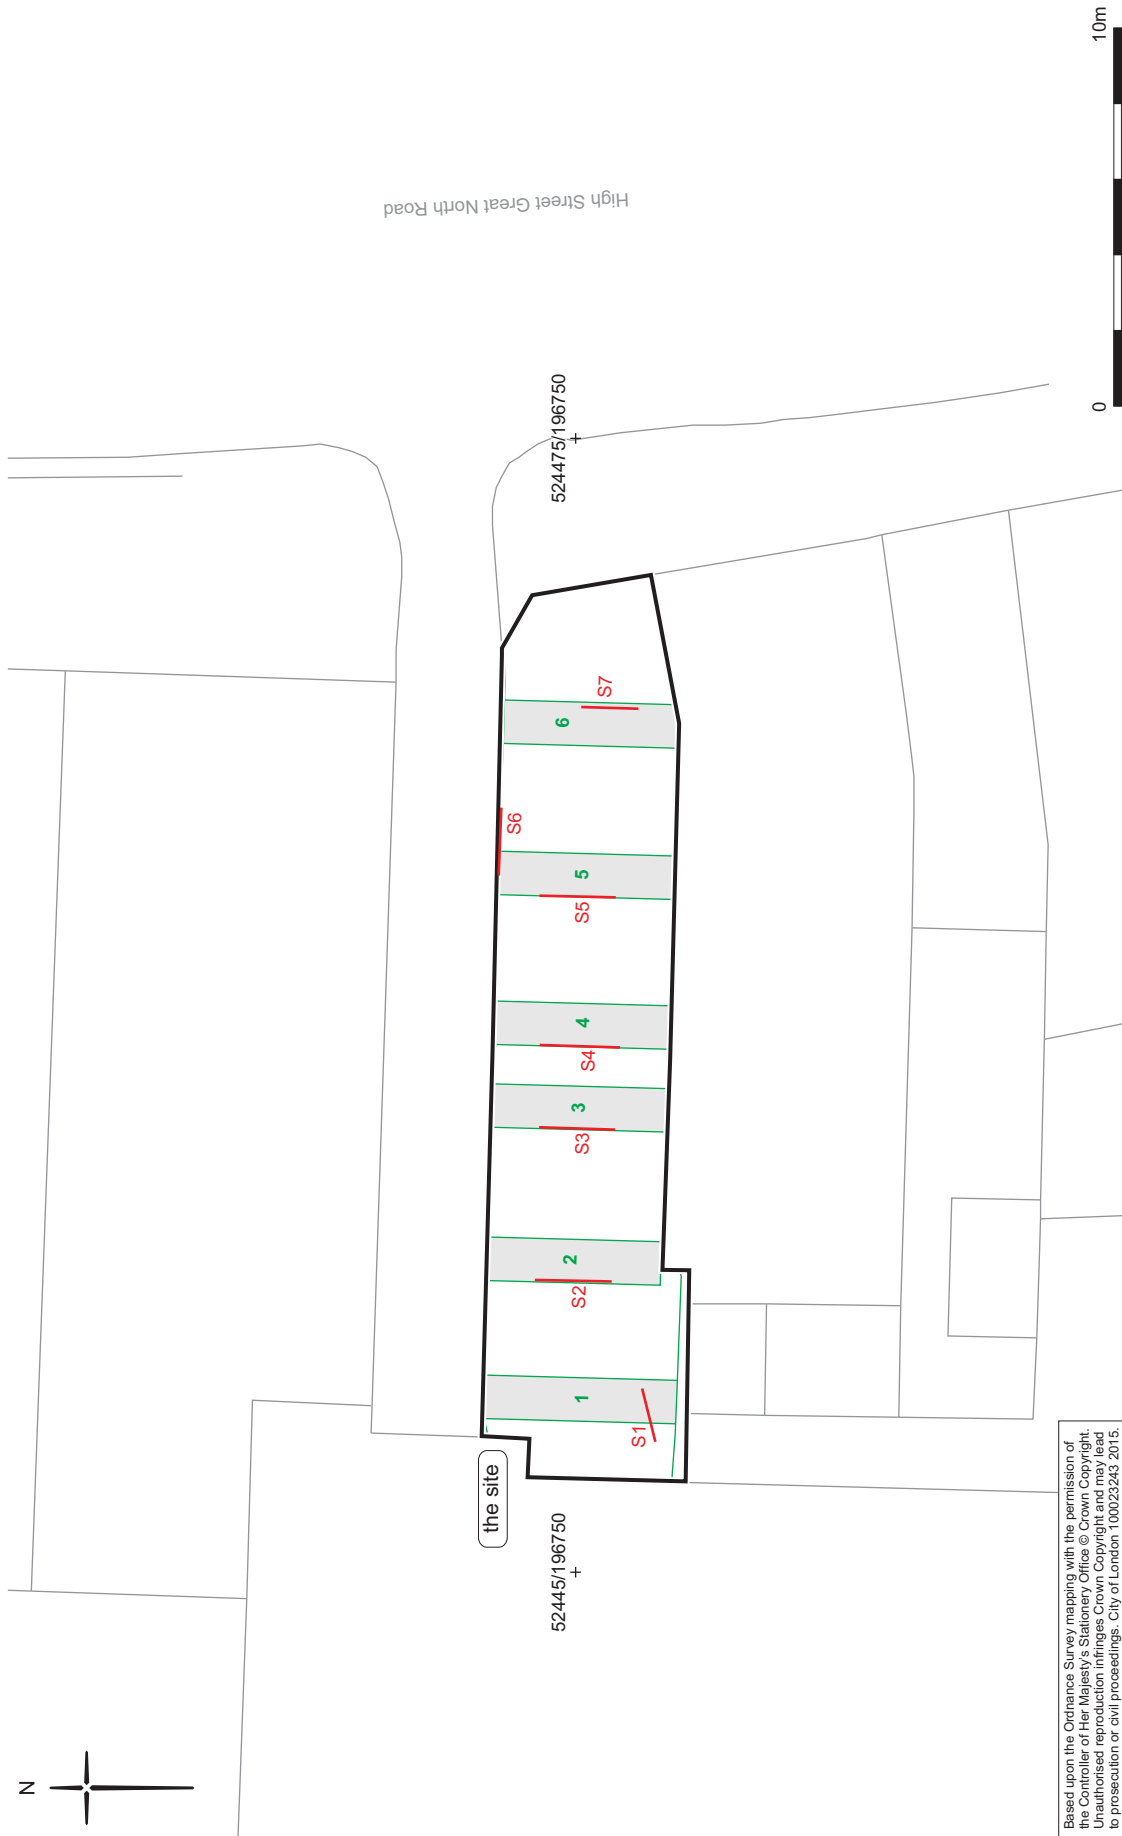 N
High Street Great North Road
524475/196750
the site
52445/196750
1
2
3
4
5
6
S1
S2
S3
S4
S5
S6
S7
0
10m
Based upon the Ordnance Survey mapping with the permission of
the Controller of Her Majesty's Stationery Office © Crown Copyright.
Unauthorised reproduction infringes Crown Copyright and may lead
to prosecution or civil proceedings. City of London 100023243 2015.